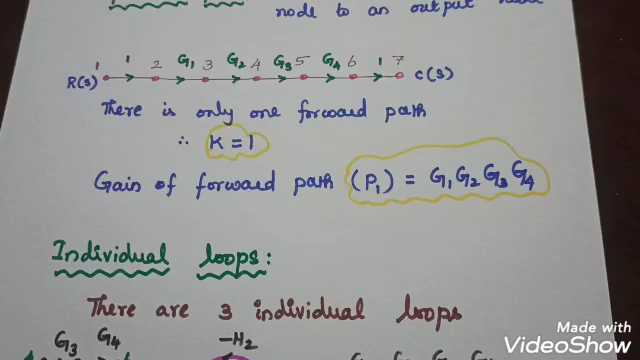 node to an output node
1 1 2 G1 3 G2 4 G3 5 G4 6 1 7
R(s) C(s)
There is only one forward path
∴ K = 1
Gain of forward path (P1) = G1 G2 G3 G4
Individual loops:
There are 3 individual loops
G3 G4 -H2
Made with
VideoShow